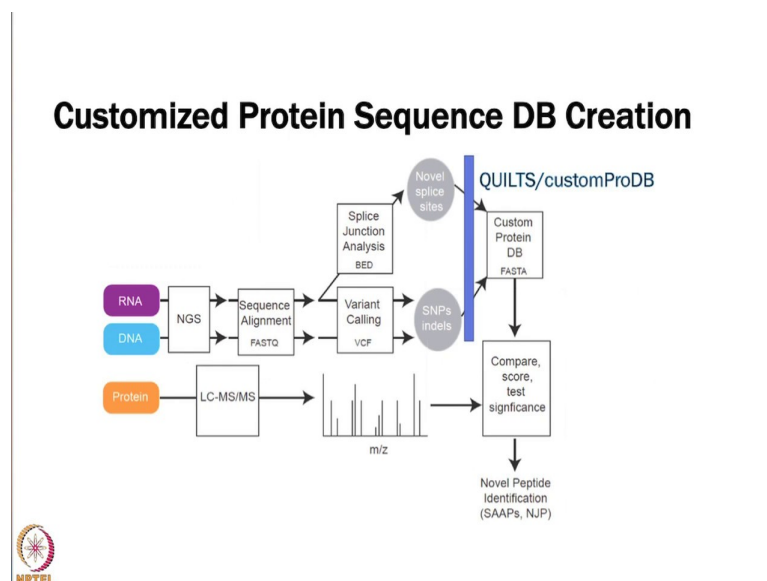 Customized Protein Sequence DB Creation
QUILTS/customProDB
Novel
splice
sites
Splice
Junction
Analysis
BED
Custom
Protein
DB
FASTA
RNA
DNA
NGS
Sequence
Alignment
FASTQ
Variant
Calling
VCF
SNPs
indels
Protein
LC-MS/MS
m/z
Compare,
score,
test
signficance
Novel Peptide
Identification
(SAAPs, NJP)
NPTEL